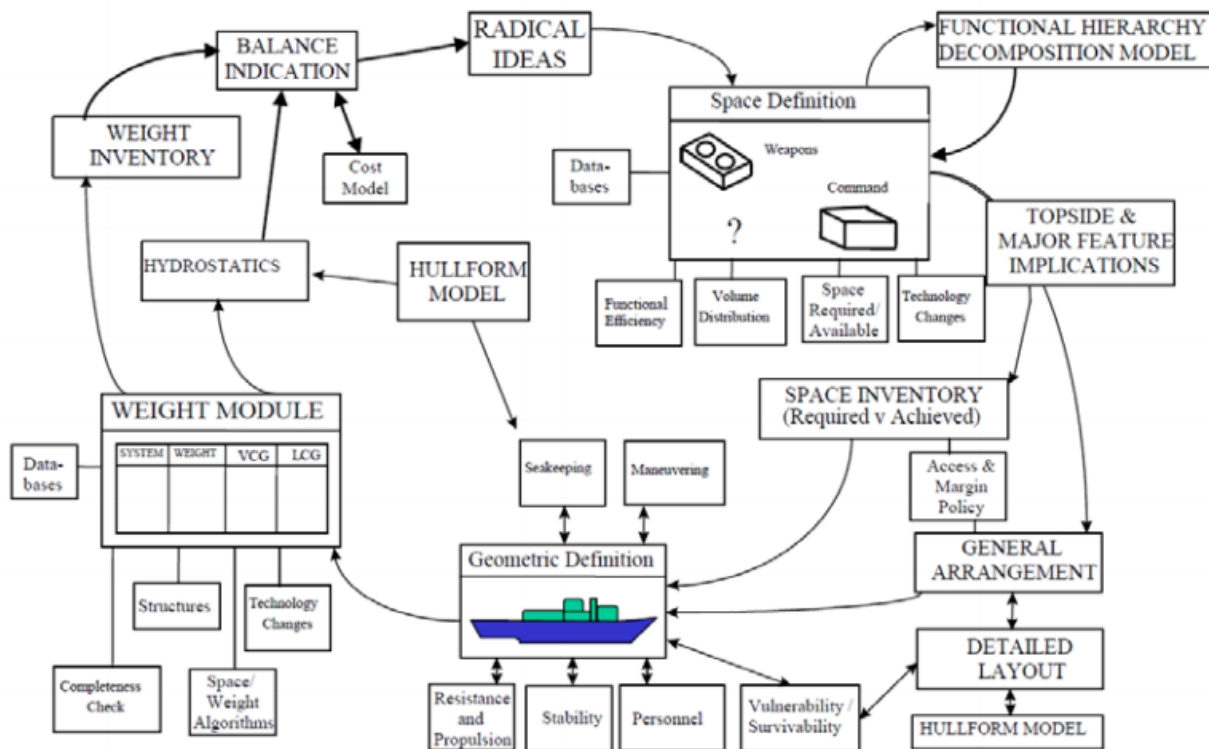 BALANCE
INDICATION
RADICAL
IDEAS
FUNCTIONAL HIERARCHY
DECOMPOSITION MODEL
WEIGHT
INVENTORY
Cost
Model
Space Definition
Weapons
Command
?
Data-
bases
TOPSIDE &
MAJOR FEATURE
IMPLICATIONS
HYDROSTATICS
HULLFORM
MODEL
Functional
Efficiency
Volume
Distribution
Space
Required/
Available
Technology
Changes
WEIGHT MODULE
SYSTEM WEIGHT VCG LCG
Data-
bases
SPACE INVENTORY
(Required v Achieved)
Seakeeping
Maneuvering
Access &
Margin
Policy
Geometric Definition
GENERAL
ARRANGEMENT
Structures
Technology
Changes
Completeness
Check
Space/
Weight
Algorithms
Resistance
and
Propulsion
Stability
Personnel
Vulnerability /
Survivability
DETAILED
LAYOUT
HULLFORM MODEL